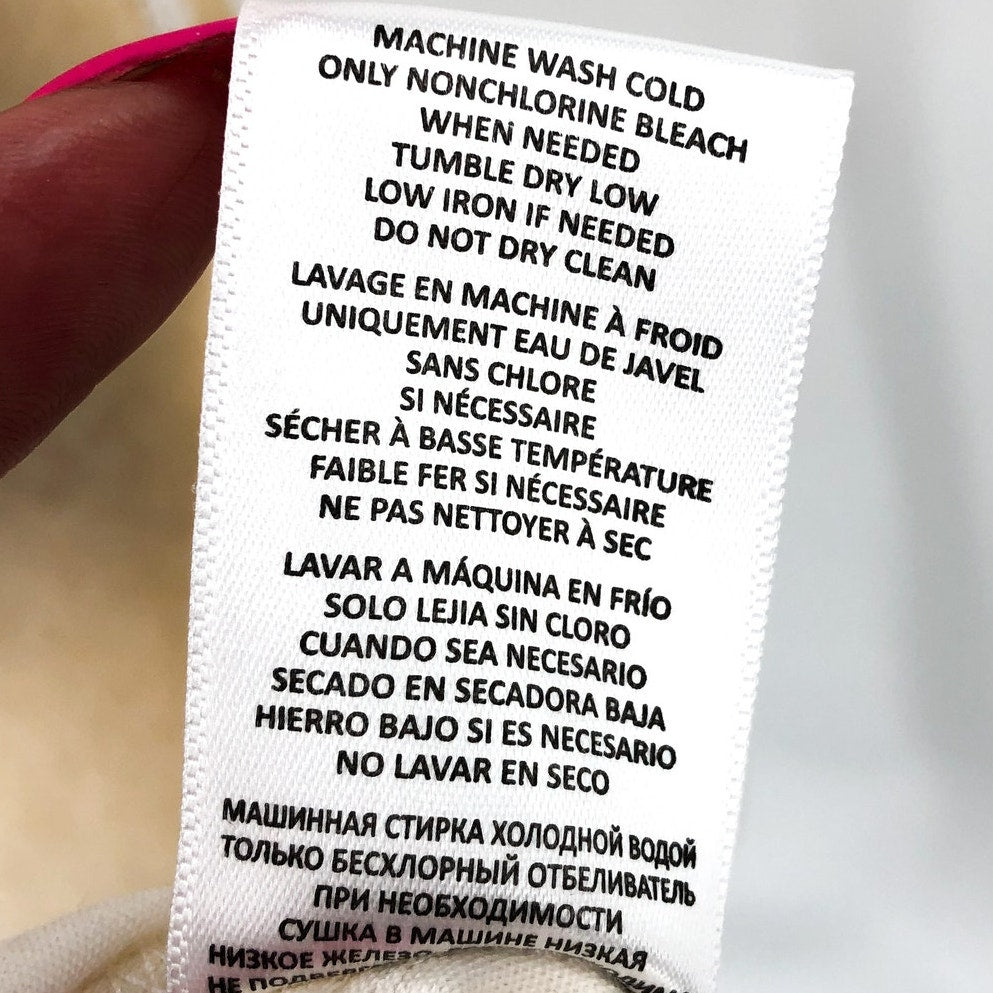 MACHINE WASH COLD
ONLY NONCHLORINE BLEACH
WHEN NEEDED
TUMBLE DRY LOW
LOW IRON IF NEEDED
DO NOT DRY CLEAN
LAVAGE EN MACHINE À FROID
UNIQUEMENT EAU DE JAVEL
SANS CHLORE
SI NÉCESSAIRE
SÉCHER À BASSE TEMPÉRATURE
FAIBLE FER SI NÉCESSAIRE
NE PAS NETTOYER À SEC
LAVAR A MÁQUINA EN FRÍO
SOLO LEJIA SIN CLORO
CUANDO SEA NECESARIO
SECADO EN SECADORA BAJA
HIERRO BAJO SI ES NECESARIO
NO LAVAR EN SECO
МАШИННАЯ СТИРКА ХОЛОДНОЙ ВОДОЙ
ТОЛЬКО БЕСХЛОРНЫЙ ОТБЕЛИВАТЕЛЬ
ПРИ НЕОБХОДИМОСТИ
СУШКА В МАШИНЕ НИЗКАЯ
НИЗКОЕ ЖЕЛЕЗО
НЕ